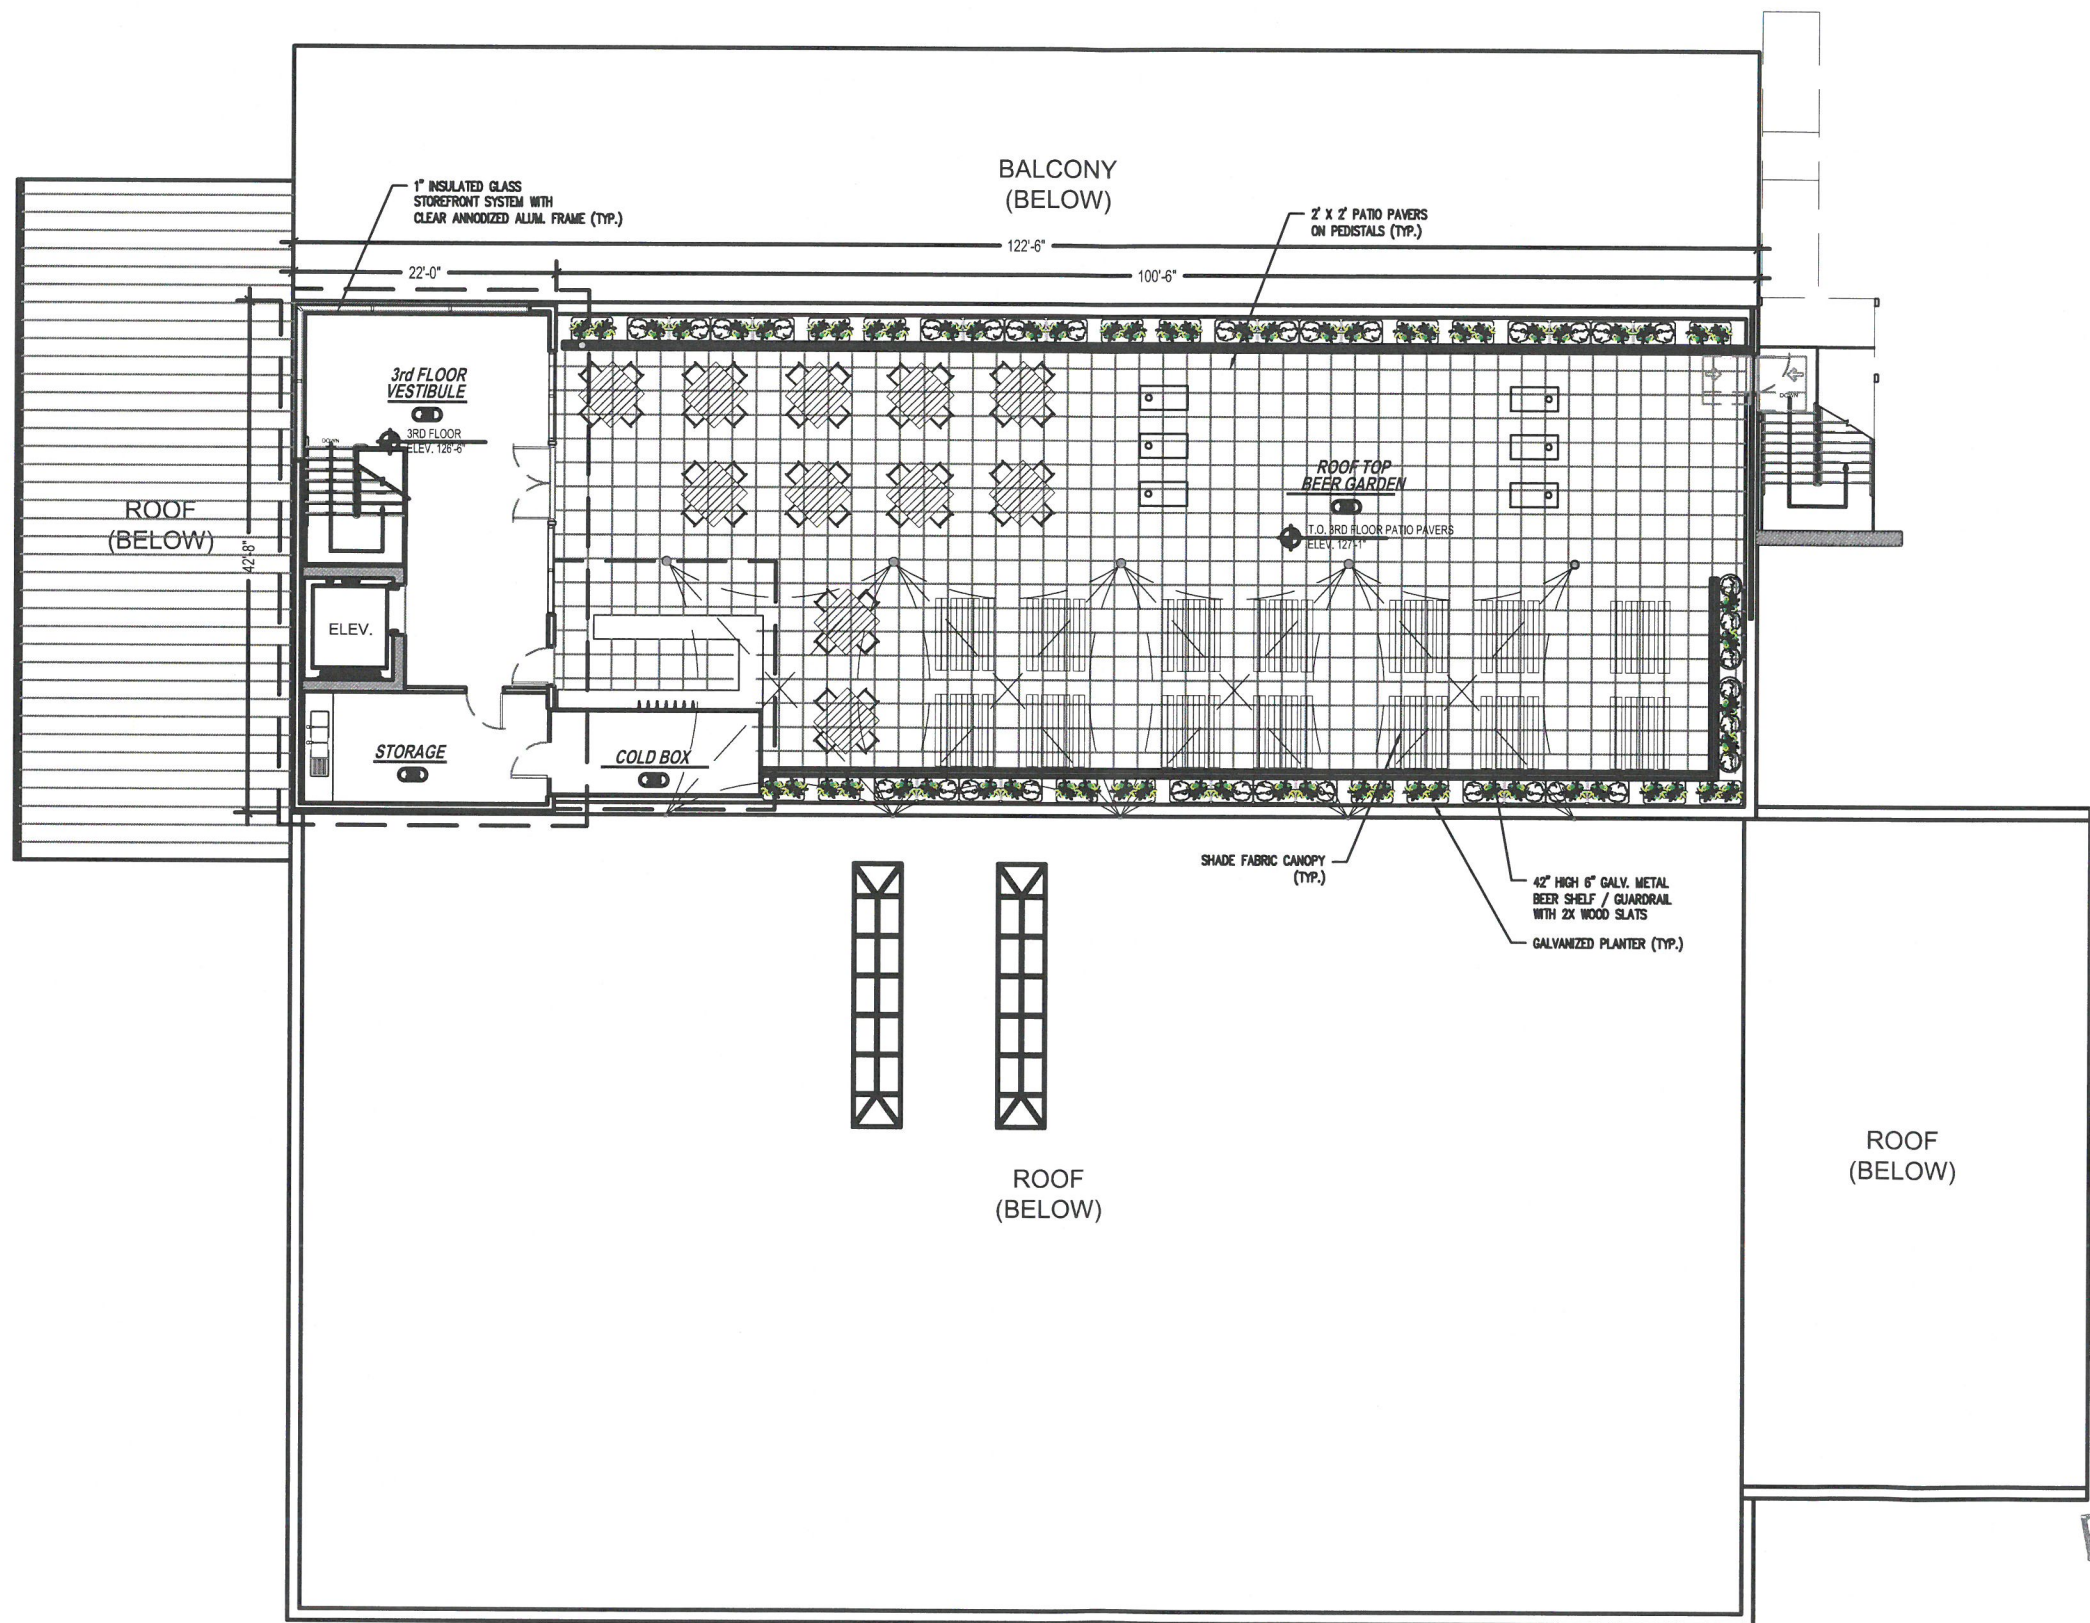 BALCONY
(BELOW)
1" INSULATED GLASS
STOREFRONT SYSTEM WITH
CLEAR ANNODIZED ALUM. FRAME (TYP.)
2' X 2' PATIO PAVERS
ON PEDISTALS (TYP.)
122'-6"
22'-0"
100'-6"
3rd FLOOR
VESTIBULE
3RD FLOOR
ELEV. 126'-6"
DOWN
DOWN
ROOF TOP
BEER GARDEN
T.O. 3RD FLOOR PATIO PAVERS
ELEV. 127'-1"
ROOF
(BELOW)
42'-8"
ELEV.
STORAGE
COLD BOX
SHADE FABRIC CANOPY
(TYP.)
42" HIGH 6" GALV. METAL
BEER SHELF / GUARDRAIL
WITH 2X WOOD SLATS
GALVANIZED PLANTER (TYP.)
ROOF
(BELOW)
ROOF
(BELOW)